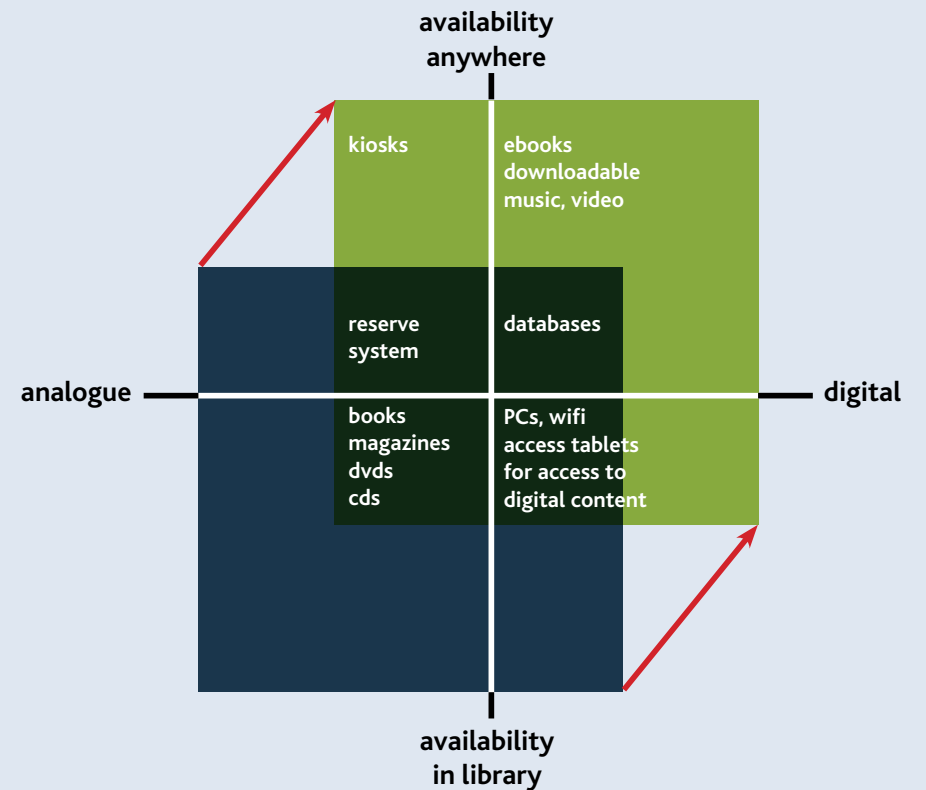 availability
anywhere
kiosks
ebooks
downloadable
music, video
reserve
system
databases
analogue
digital
books
magazines
dvds
cds
PCs, wifi
access tablets
for access to
digital content
availability
in library